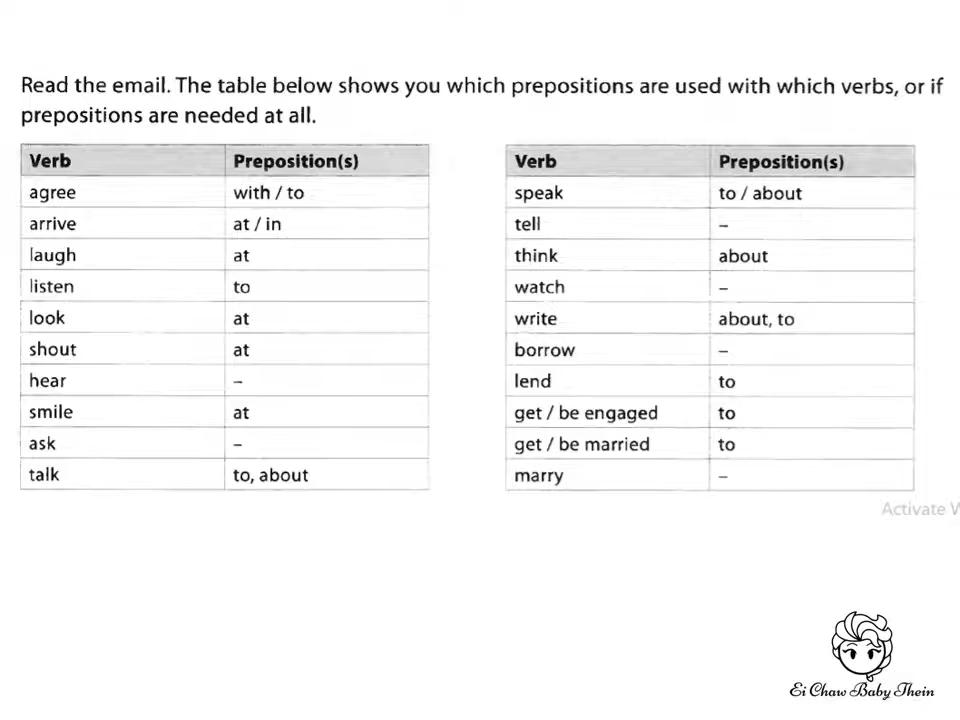 Read the email. The table below shows you which prepositions are used with which verbs, or if
prepositions are needed at all.
Verb Preposition(s)
agree with / to
arrive at / in
laugh at
listen to
look at
shout at
hear –
smile at
ask –
talk to, about
Verb Preposition(s)
speak to / about
tell –
think about
watch –
write about, to
borrow –
lend to
get / be engaged to
get / be married to
marry –
Activate
Ei Chaw Baby Thein